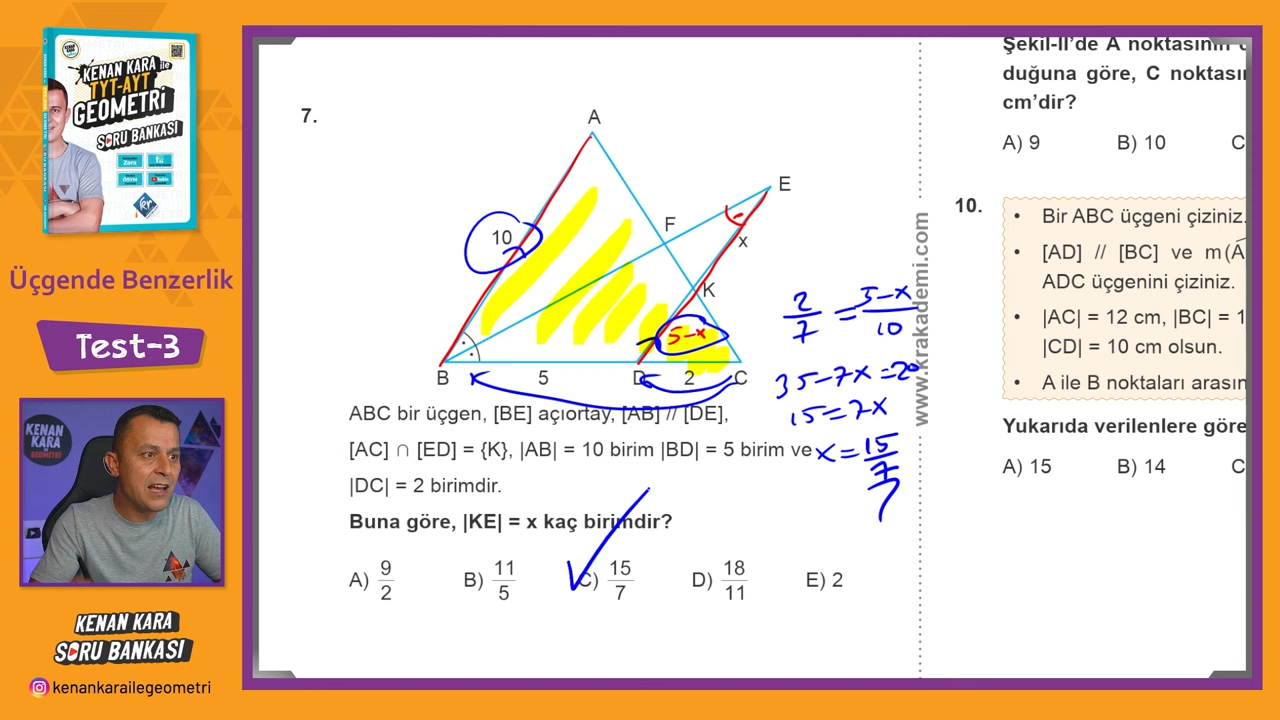 KENAN KARA ile
TYT-AYT
GEOMETRİ
SORU BANKASI
Üçgende Benzerlik
Test-3
KENAN KARA
SORU BANKASI
kenankarailegeometri
7.
A
E
10
F
x
K
5-x
B
5
D
2
C
ABC bir üçgen, [BE] açıortay, [AB] // [DE],
[AC] ∩ [ED] = {K}, |AB| = 10 birim |BD| = 5 birim ve
|DC| = 2 birimdir.
Buna göre, |KE| = x kaç birimdir?
A) 9/2 B) 11/5 C) 15/7 D) 18/11 E) 2
2/7 = 5-x/10
35-7x=20
15=7x
x=15/7
www.krakademi.com
Şekil-II'de A noktasının
duğuna göre, C noktası
cm'dir?
A) 9 B) 10 C
10.
• Bir ABC üçgeni çiziniz.
• [AD] // [BC] ve m(A
ADC üçgenini çiziniz.
• |AC| = 12 cm, |BC| = 1
|CD| = 10 cm olsun.
• A ile B noktaları arasın
Yukarıda verilenlere göre
A) 15 B) 14 C